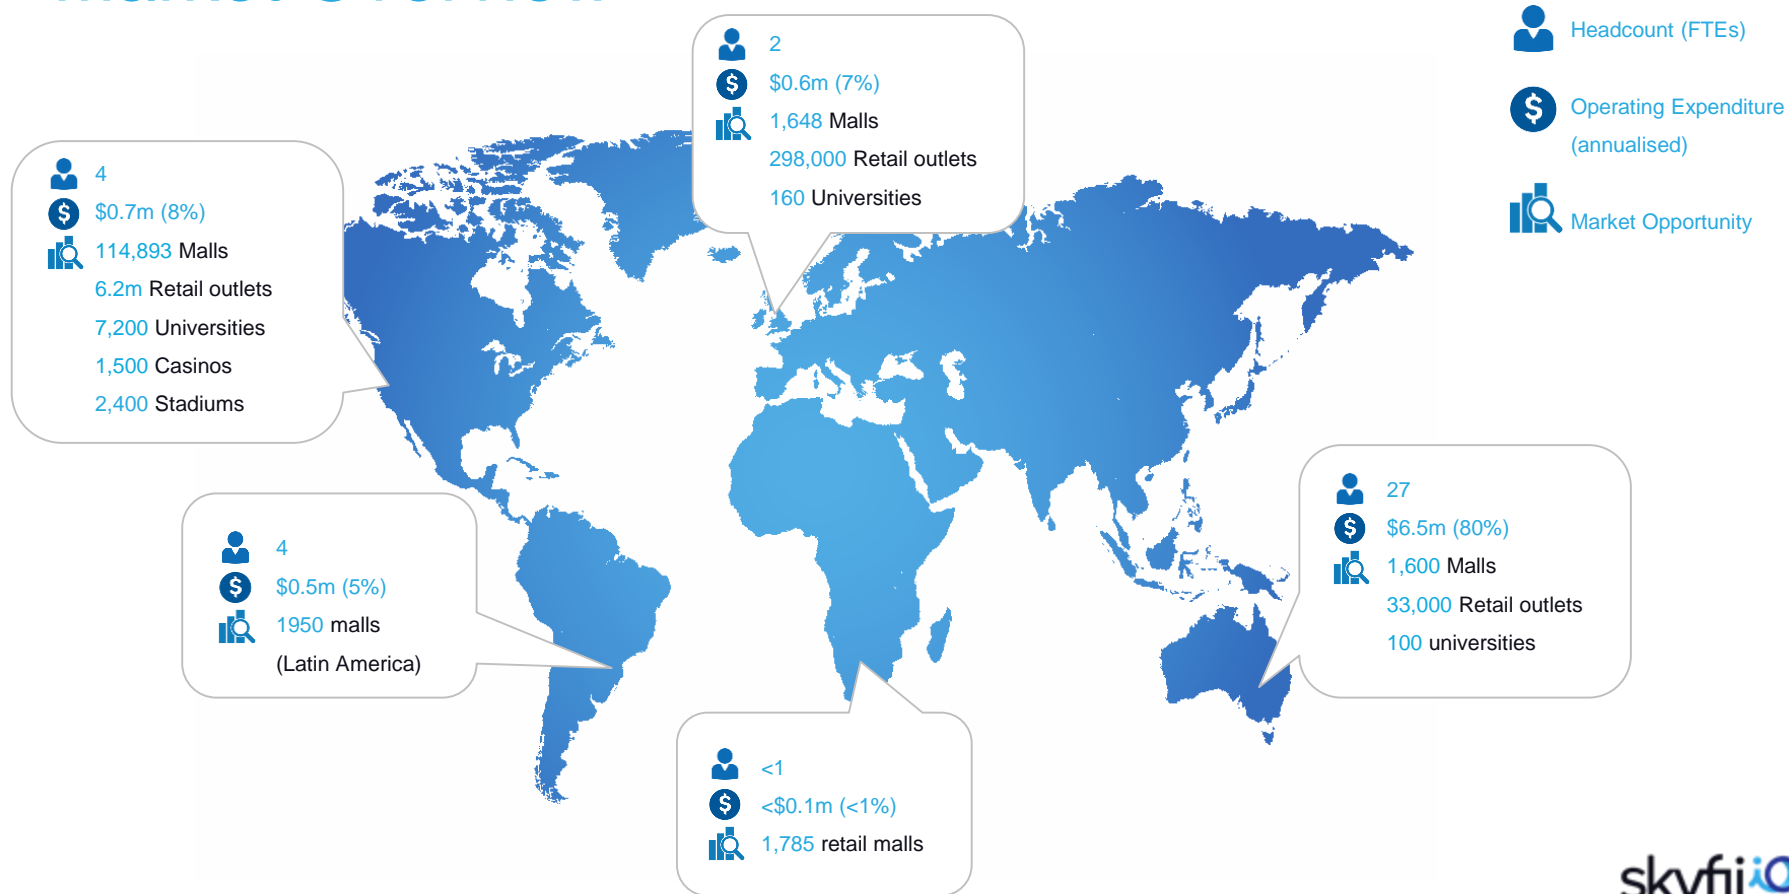 Market Overview
Headcount (FTEs)
Operating Expenditure
(annualised)
Market Opportunity
2
$0.6m (7%)
1,648 Malls
298,000 Retail outlets
160 Universities
4
$0.7m (8%)
114,893 Malls
6.2m Retail outlets
7,200 Universities
1,500 Casinos
2,400 Stadiums
4
$0.5m (5%)
1950 malls
(Latin America)
27
$6.5m (80%)
1,600 Malls
33,000 Retail outlets
100 universities
<1
<$0.1m (<1%)
1,785 retail malls
skyfii